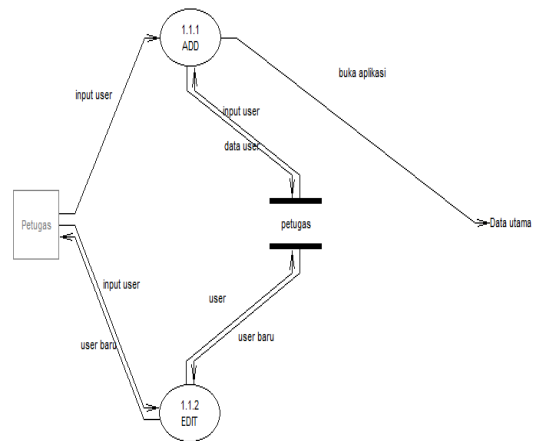 1.1.1
ADD
buka aplikasi
input user
input user
data user
Petugas
petugas
Data utama
input user
user
user baru
user baru
1.1.2
EDIT